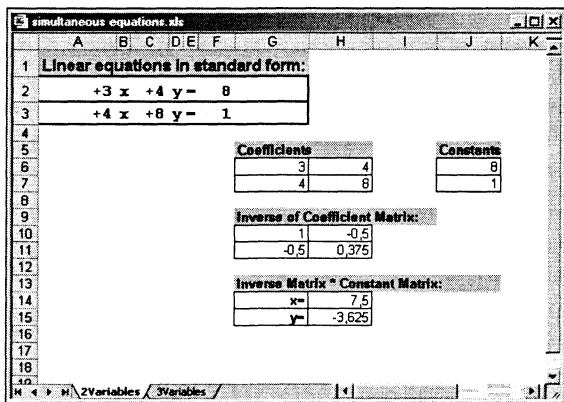 simultaneous equations.xls
A B C D E F G H I J K
1 Linear equations in standard form:
2 +3 x +4 y = 8
3 +4 x +8 y = 1
4
5 Coefficients Constants
6 3 4 8
7 4 8 1
8
9 Inverse of Coefficient Matrix:
10 1 -0,5
11 -0,5 0,375
12
13 Inverse Matrix * Constant Matrix:
14 x= 7,5
15 y= -3,625
16
17
18
19
2Variables / 3Variables /